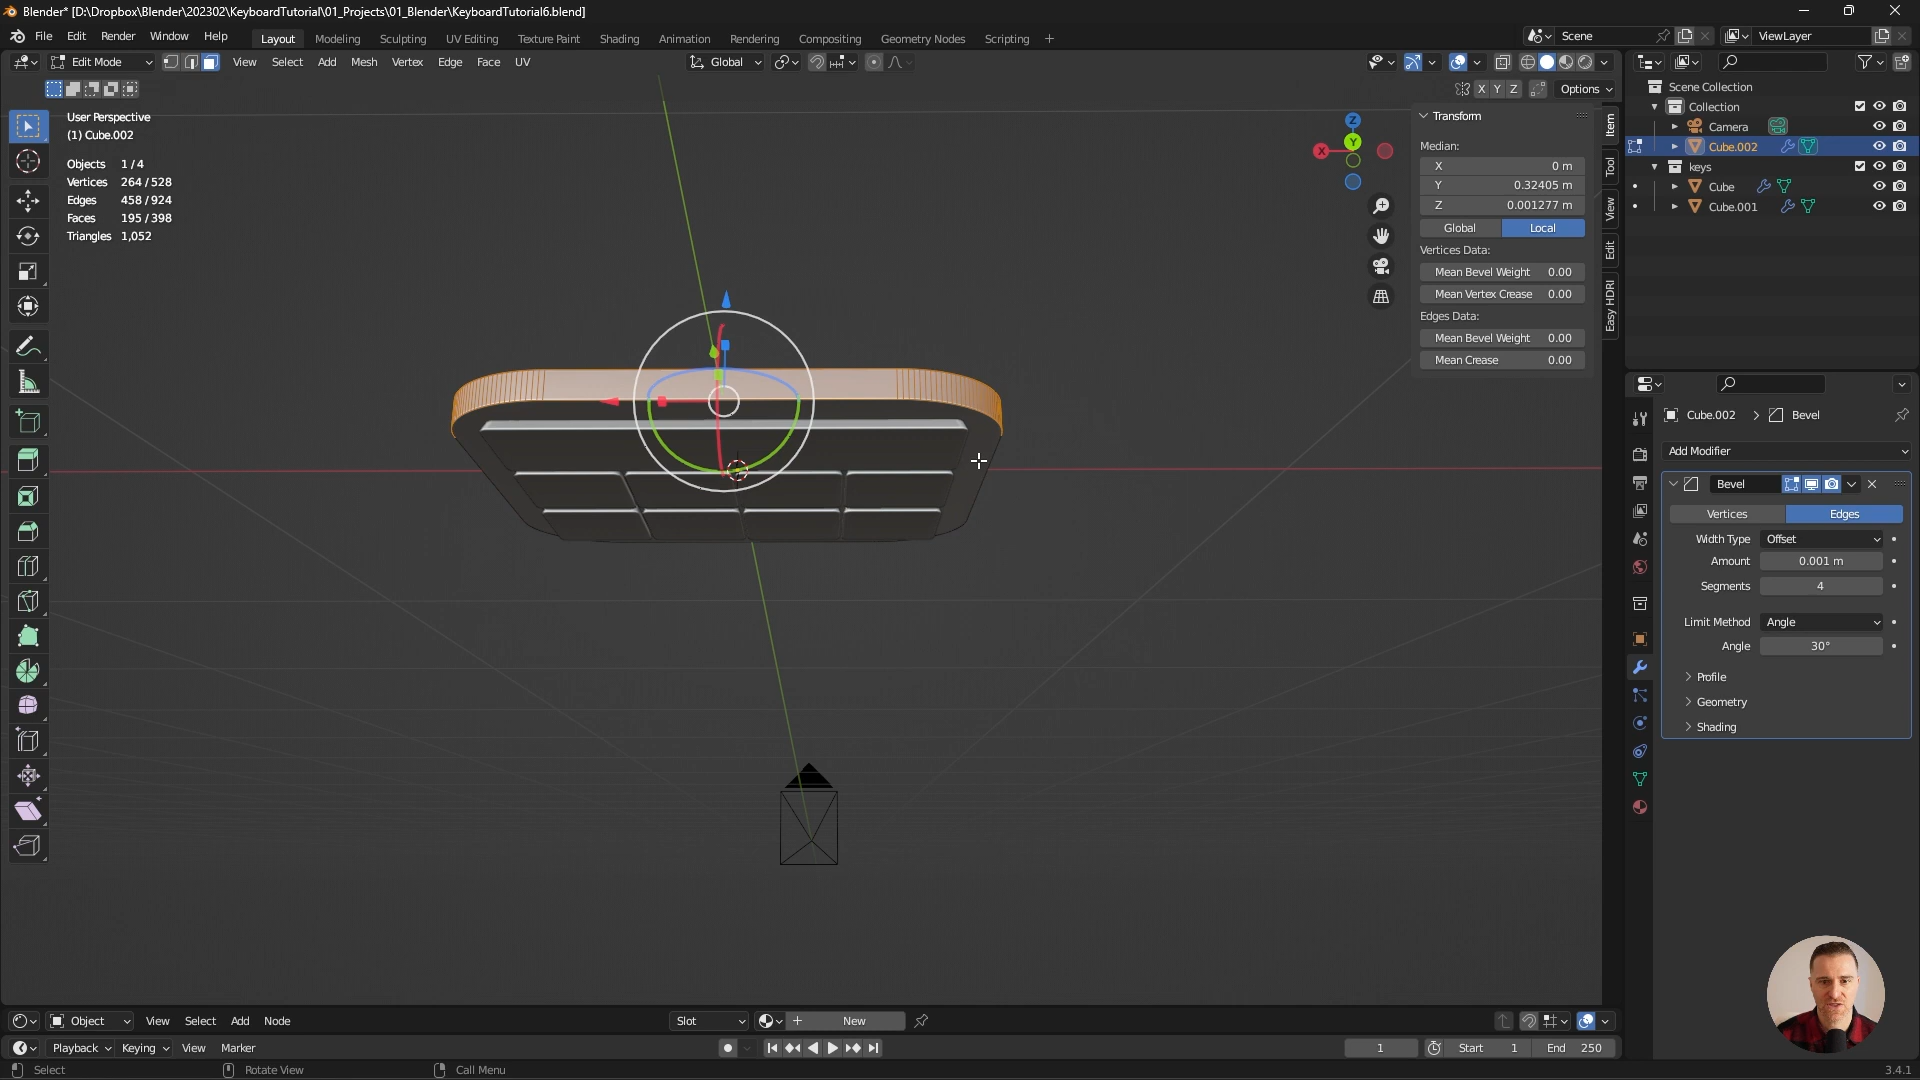 Blender* [D:\Dropbox\Blender\202302\KeyboardTutorial\01_Projects\01_Blender\KeyboardTutorial6.blend]
File Edit Render Window Help Layout Modeling Sculpting UV Editing Texture Paint Shading Animation Rendering Compositing Geometry Nodes Scripting + Scene ViewLayer
Edit Mode View Select Add Mesh Vertex Edge Face UV Global
X Y Z Options
User Perspective
(1) Cube.002
Objects 1/4
Vertices 264/528
Edges 458/924
Faces 195/398
Triangles 1,052
Z
Y
X
Transform
Median:
X 0 m
Y 0.32405 m
Z 0.001277 m
Global Local
Vertices Data:
Mean Bevel Weight 0.00
Mean Vertex Crease 0.00
Edges Data:
Mean Bevel Weight 0.00
Mean Crease 0.00
Item
Tool
View
Edit
Easy HDRI
Scene Collection
Collection
Camera
Cube.002
keys
Cube
Cube.001
Cube.002 > Bevel
Add Modifier
Bevel
Vertices Edges
Width Type Offset
Amount 0.001 m
Segments 4
Limit Method Angle
Angle 30°
Profile
Geometry
Shading
Object View Select Add Node Slot + New
Playback Keying View Marker 1 Start 1 End 250
Select Rotate View Call Menu 3.4.1